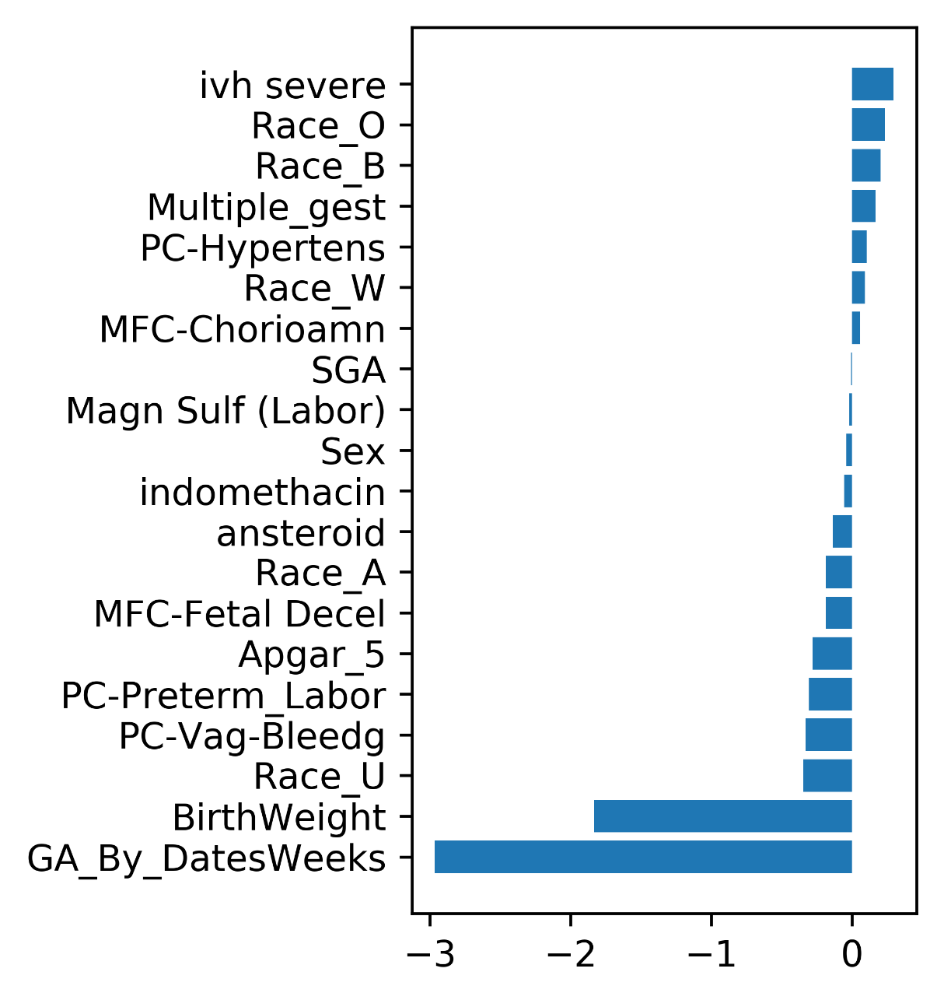 ivh severe
Race_O
Race_B
Multiple_gest
PC-Hypertens
Race_W
MFC-Chorioamn
SGA
Magn Sulf (Labor)
Sex
indomethacin
ansteroid
Race_A
MFC-Fetal Decel
Apgar_5
PC-Preterm_Labor
PC-Vag-Bleedg
Race_U
BirthWeight
GA_By_DatesWeeks
−3 −2 −1 0